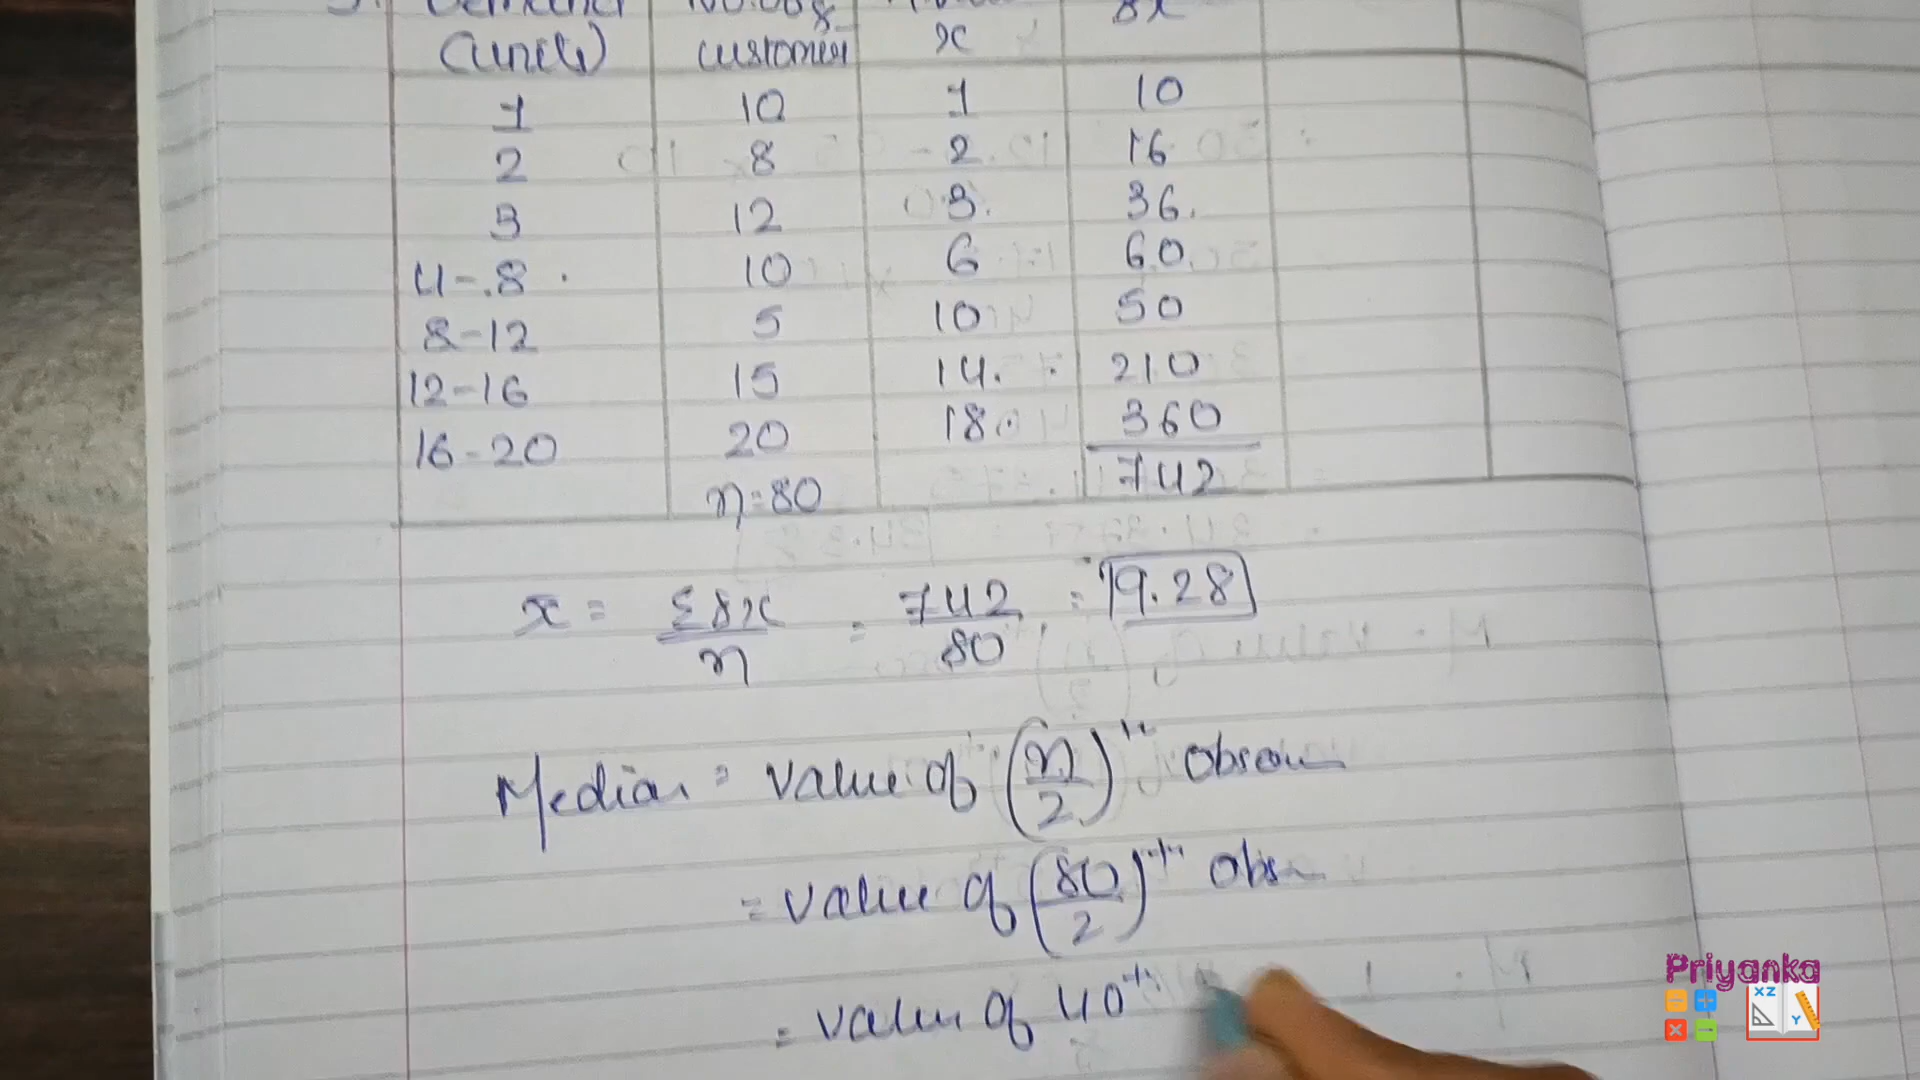 (units) customer x
1 10 1 10
2 8 2 16
3 12 3. 36.
4-8 10 6 60
8-12 5 10 50
12-16 15 14. 210
16-20 20 18. 360
n=80 742
x = Σfx/n = 742/80 = 9.28
Median = value of (n/2)th
= value of (80/2)th obs
= value of 40th
Priyanka
XZ
Y